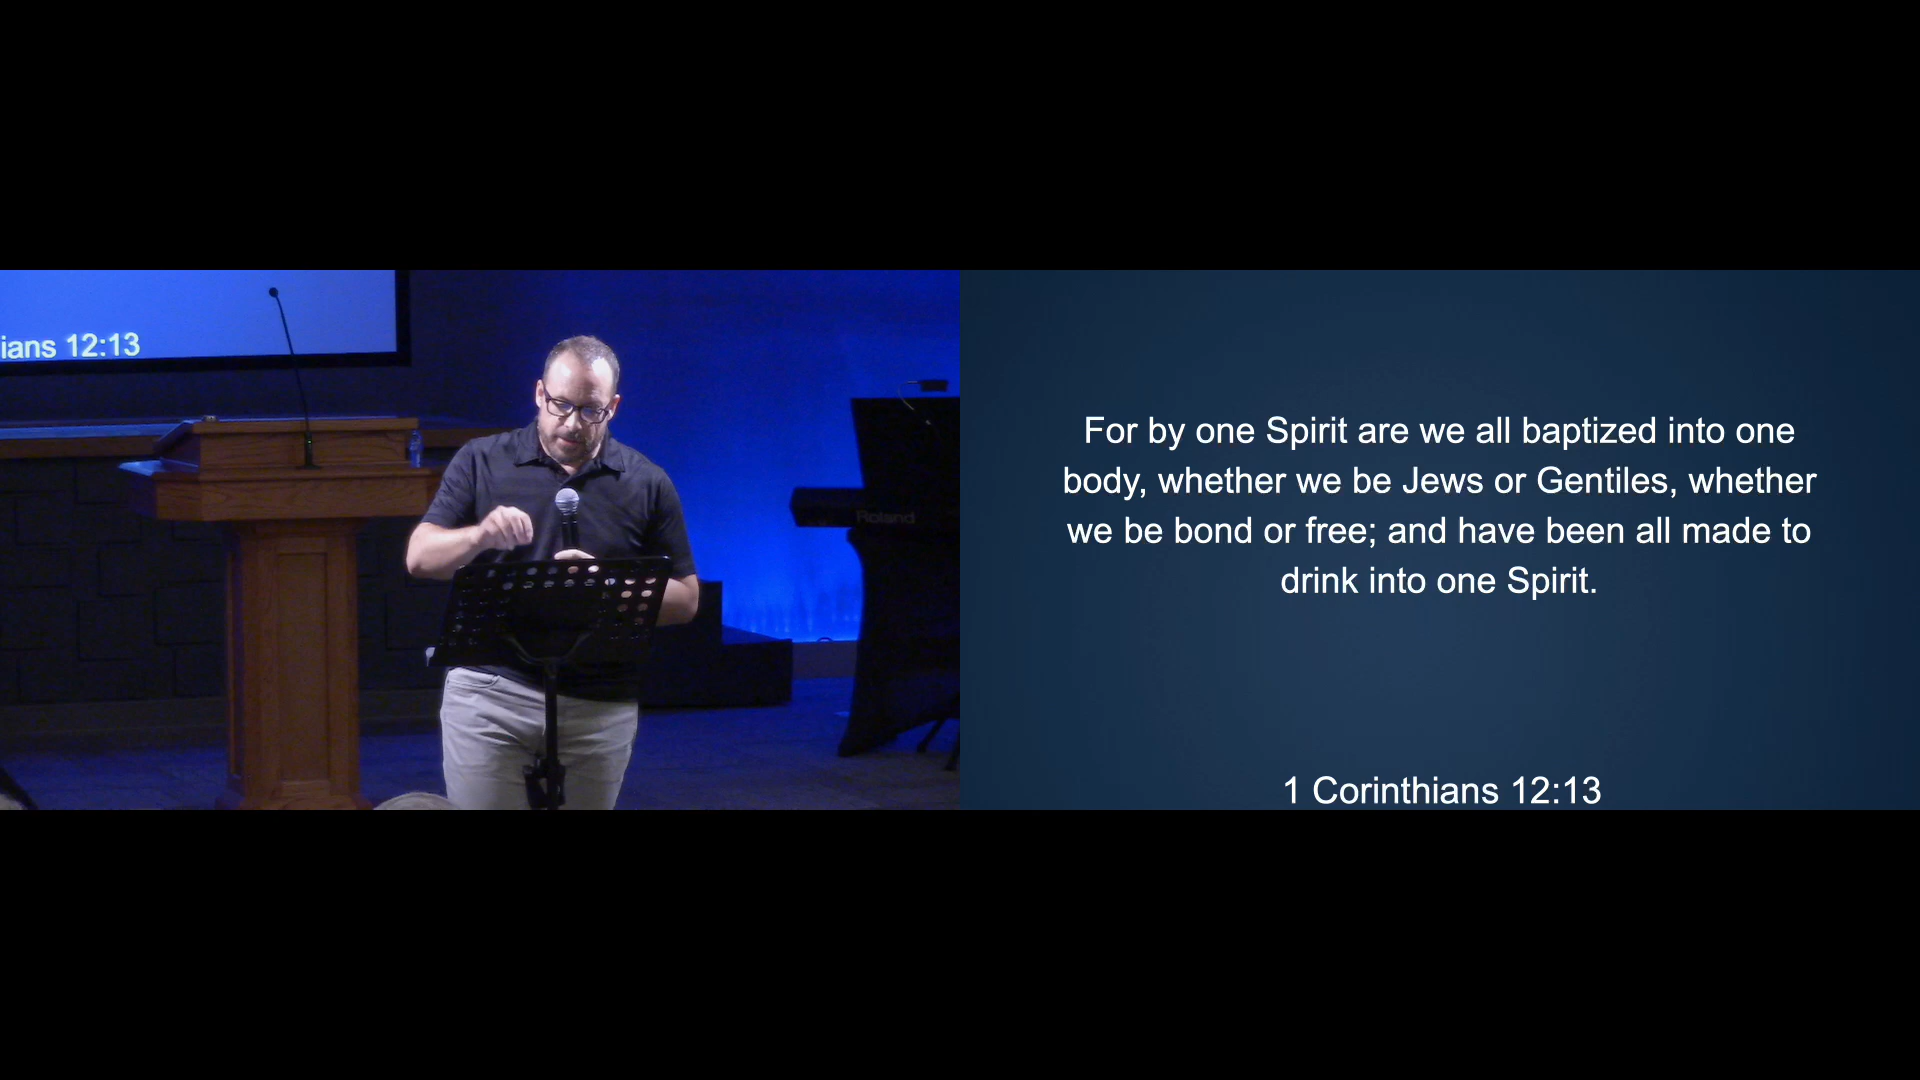 ians 12:13
Roland
For by one Spirit are we all baptized into one
body, whether we be Jews or Gentiles, whether
we be bond or free; and have been all made to
drink into one Spirit.
1 Corinthians 12:13